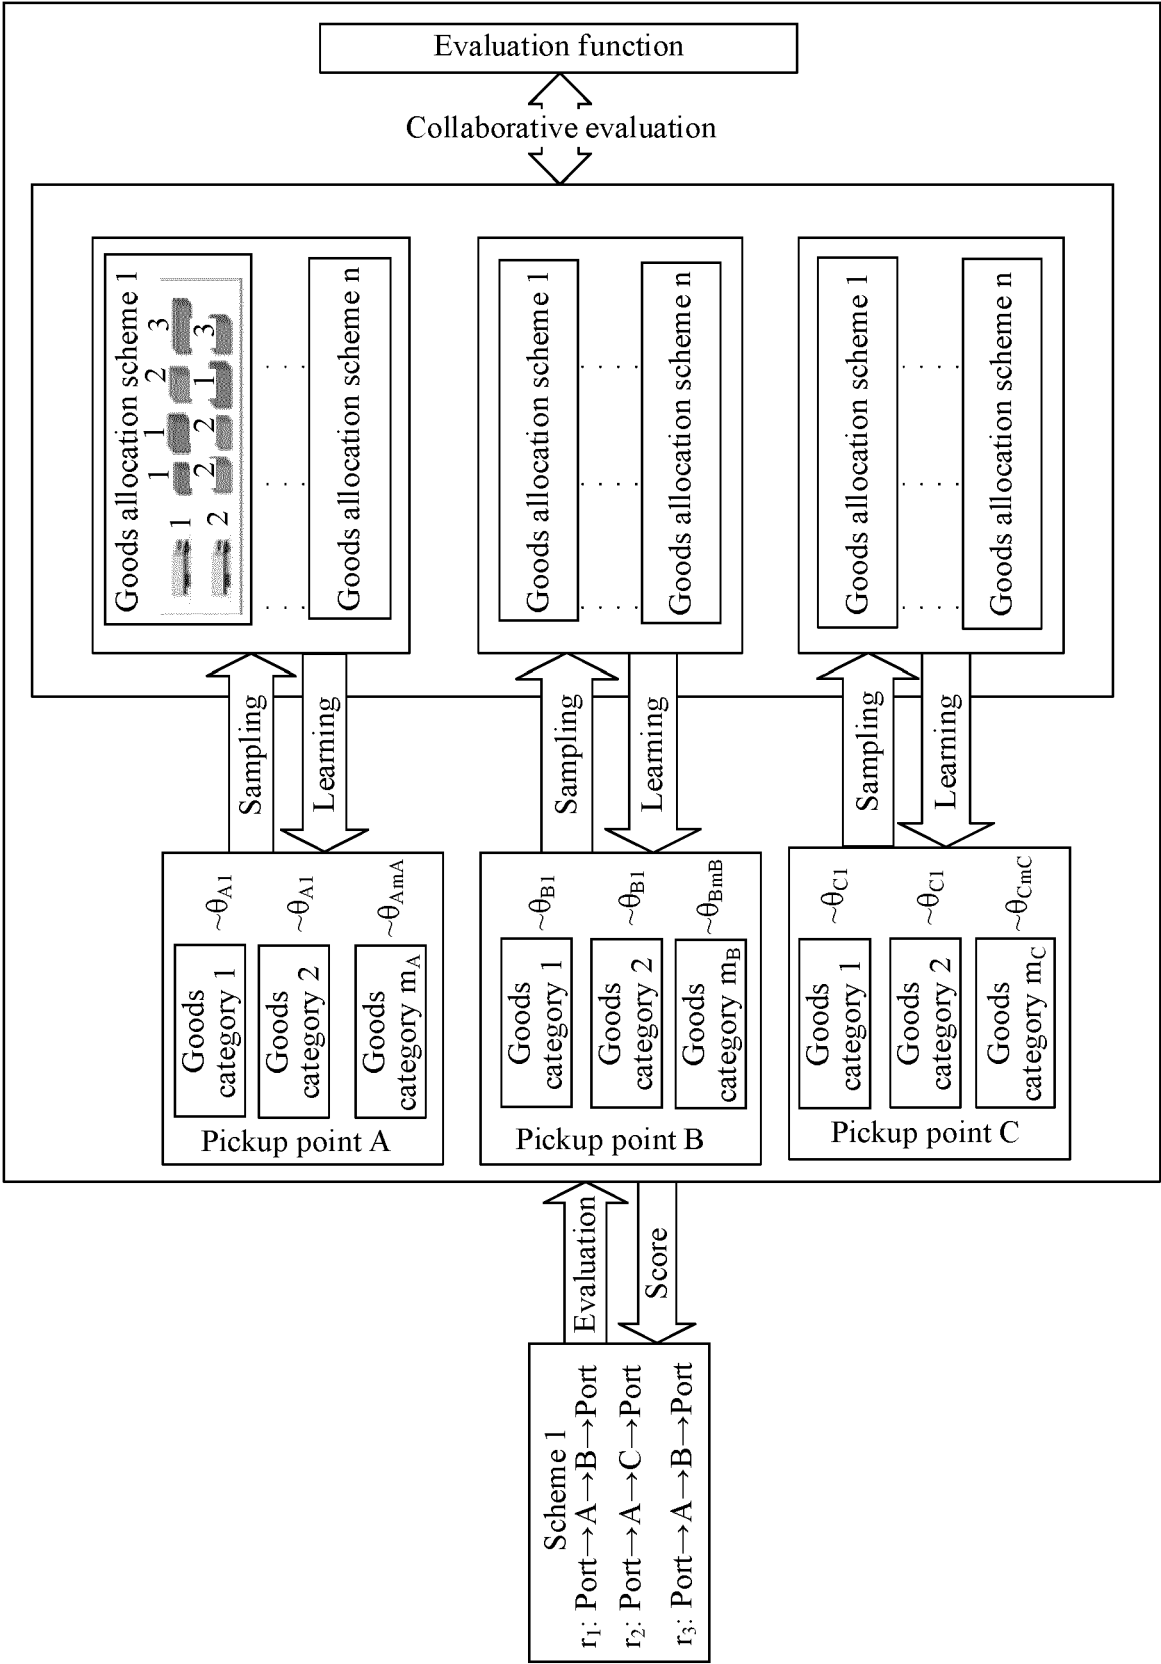 Evaluation function
Collaborative evaluation
Goods allocation scheme 1
1 1 2 3
1
2 2 1 3
2
. . .
. . .
. . .
Goods allocation scheme n
Goods allocation scheme 1
. . . .
. . . .
. . . .
Goods allocation scheme n
Goods allocation scheme 1
. . . .
. . . .
. . . .
Goods allocation scheme n
Sampling
Learning
Sampling
Learning
Sampling
Learning
Goods
category 1
~θA1
Goods
category 2
~θA1
Goods
category mA
~θAmA
Pickup point A
Goods
category 1
~θB1
Goods
category 2
~θB1
Goods
category mB
~θBmB
Pickup point B
Goods
category 1
~θC1
Goods
category 2
~θC1
Goods
category mC
~θCmC
Pickup point C
Evaluation
Score
Scheme 1
r1: Port→A→B→Port
r2: Port→A→C→Port
r3: Port→A→B→Port